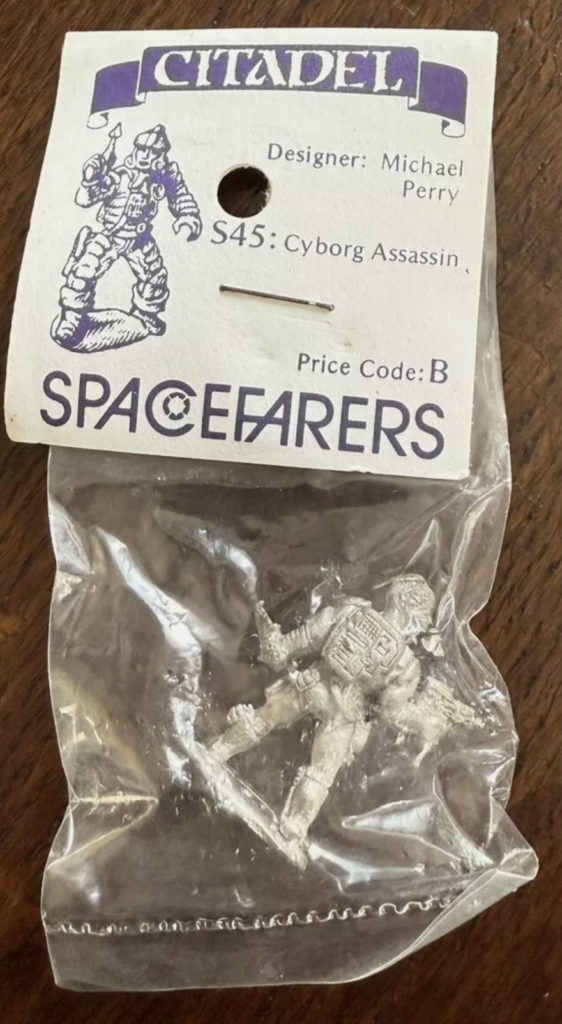 CITADEL
Designer: Michael
Perry
S45: Cyborg Assassin
Price Code: B
SPACEFARERS